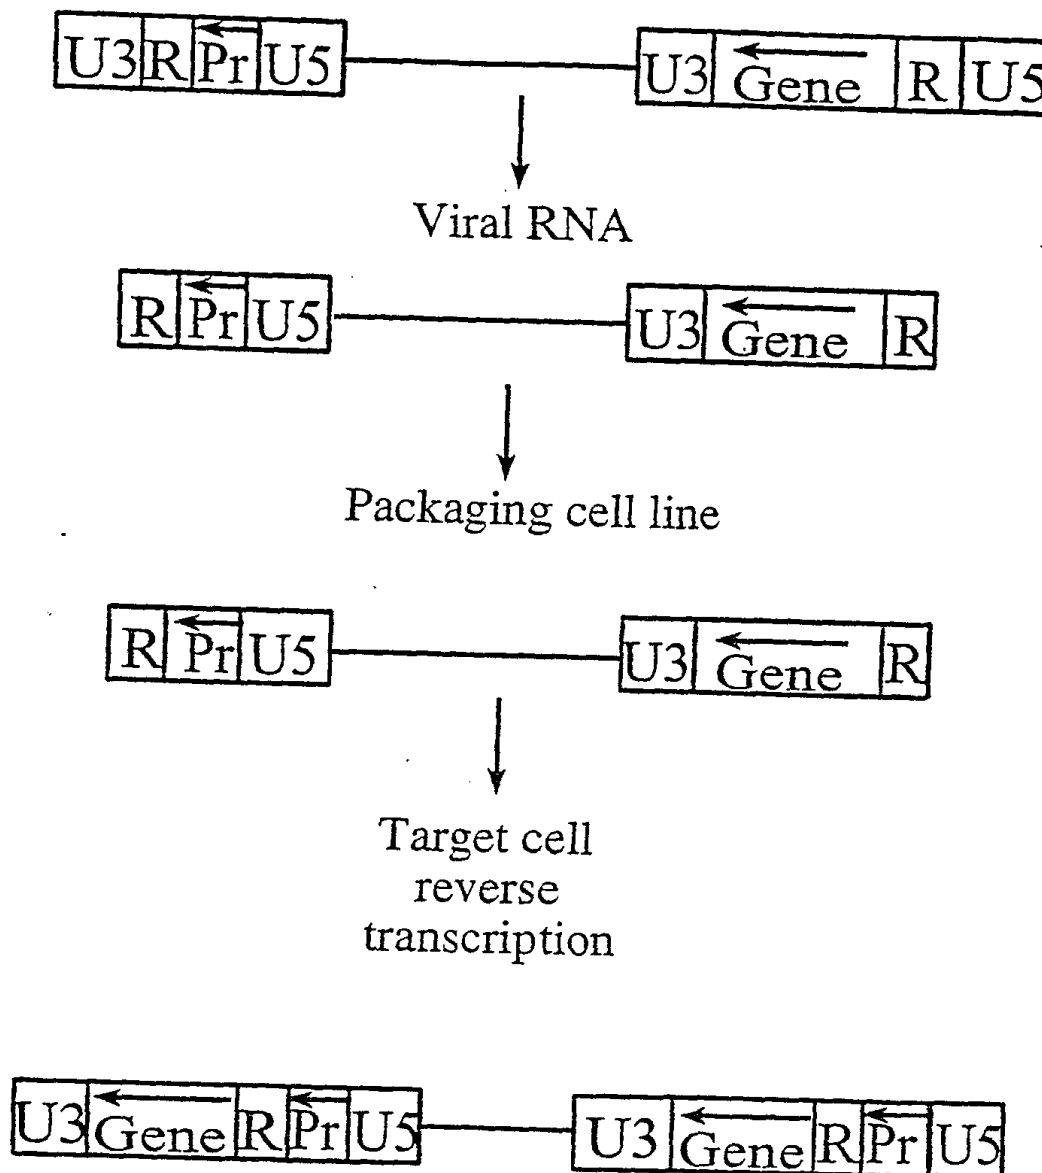 U3 R Pr U5 U3 Gene R U5
Viral RNA
R Pr U5 U3 Gene R
Packaging cell line
R Pr U5 U3 Gene R
Target cell
reverse
transcription
U3 Gene R Pr U5 U3 Gene R Pr U5